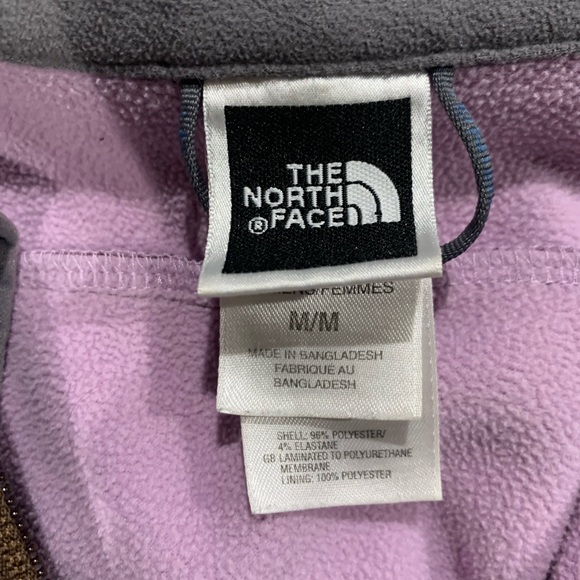 THE
NORTH
® FACE
FEMMES
M/M
MADE IN BANGLADESH
FABRIQUÉ AU
BANGLADESH
SHELL: 96% POLYESTER/
4% ELASTANE
GB LAMINATED TO POLYURETHANE
MEMBRANE
LINING: 100% POLYESTER